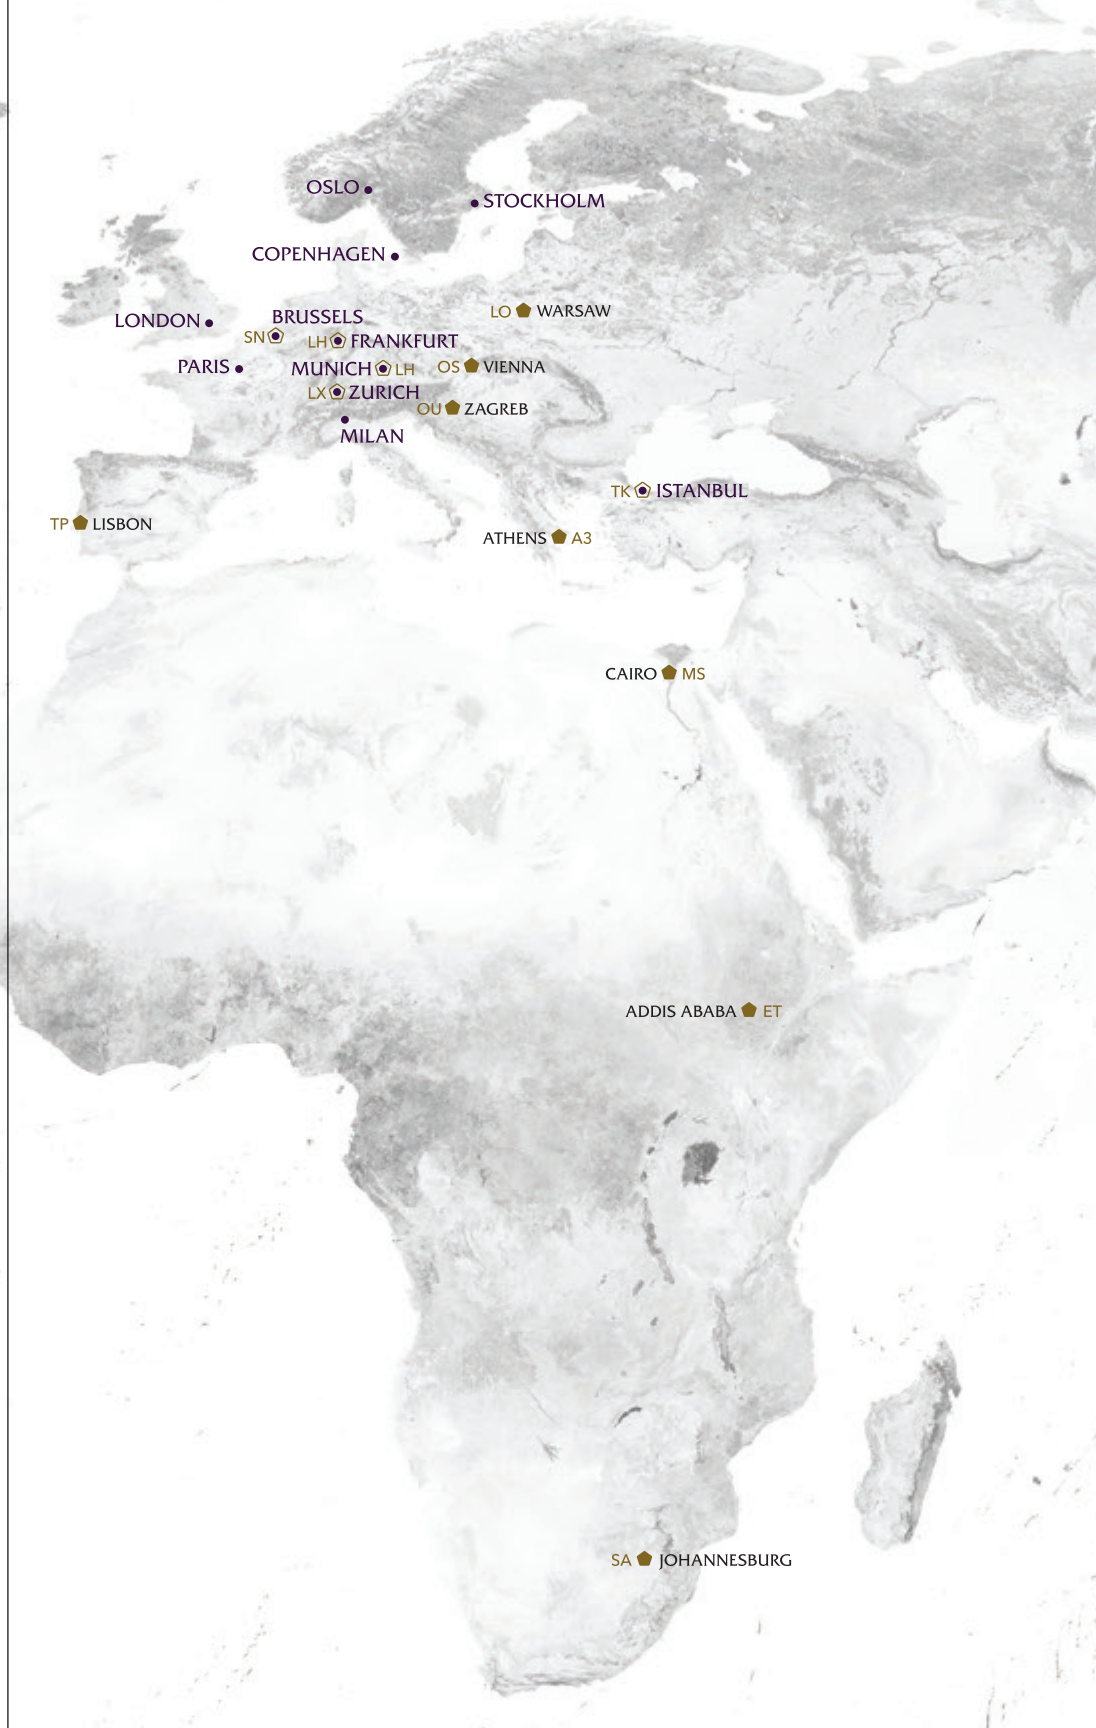 OSLO
STOCKHOLM
COPENHAGEN
LO WARSAW
BRUSSELS
LONDON
SN
LH FRANKFURT
PARIS
MUNICH LH
OS VIENNA
LX ZURICH
OU ZAGREB
MILAN
TK ISTANBUL
TP LISBON
ATHENS A3
CAIRO MS
ADDIS ABABA ET
SA JOHANNESBURG